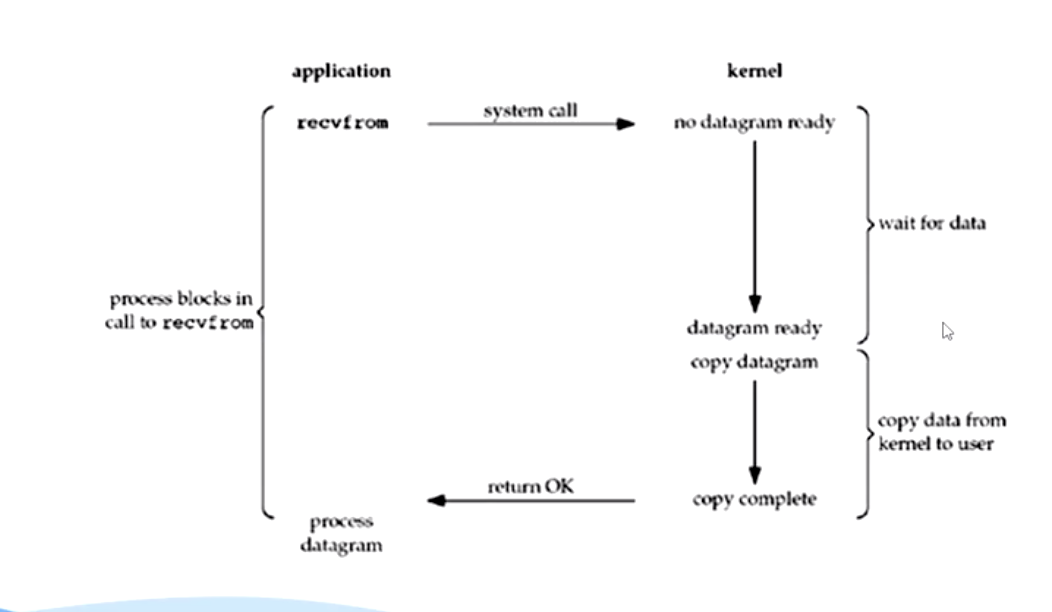 application
kernel
recvfrom
system call
no datagram ready
wait for data
process blocks in
call to recvfrom
datagram ready
copy datagram
copy data from
kernel to user
return OK
copy complete
process
datagram